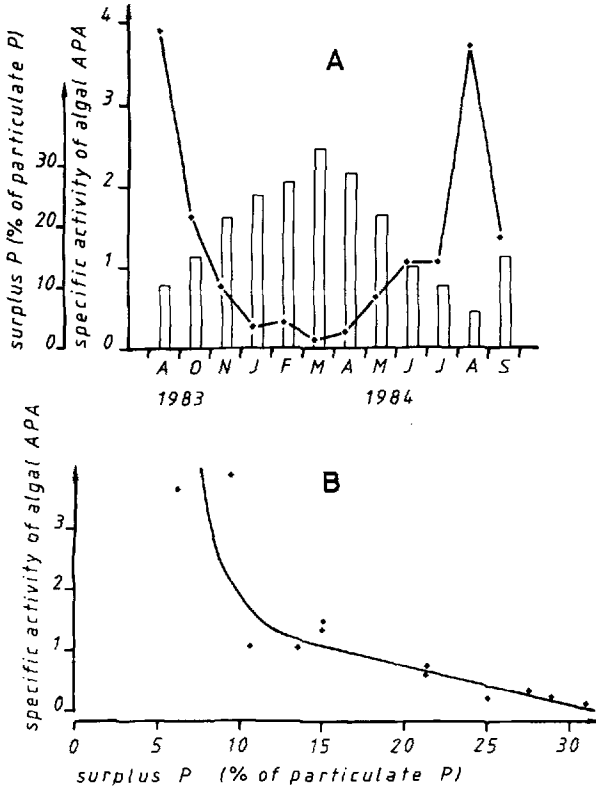 surplus P (% of particulate P)
specific activity of algal APA
A
4
3
2
1
0
30
20
10
0
A O N J F M A M J J A S
1983 1984
specific activity of algal APA
B
3
2
1
0
0 5 10 15 20 25 30
surplus P (% of particulate P)